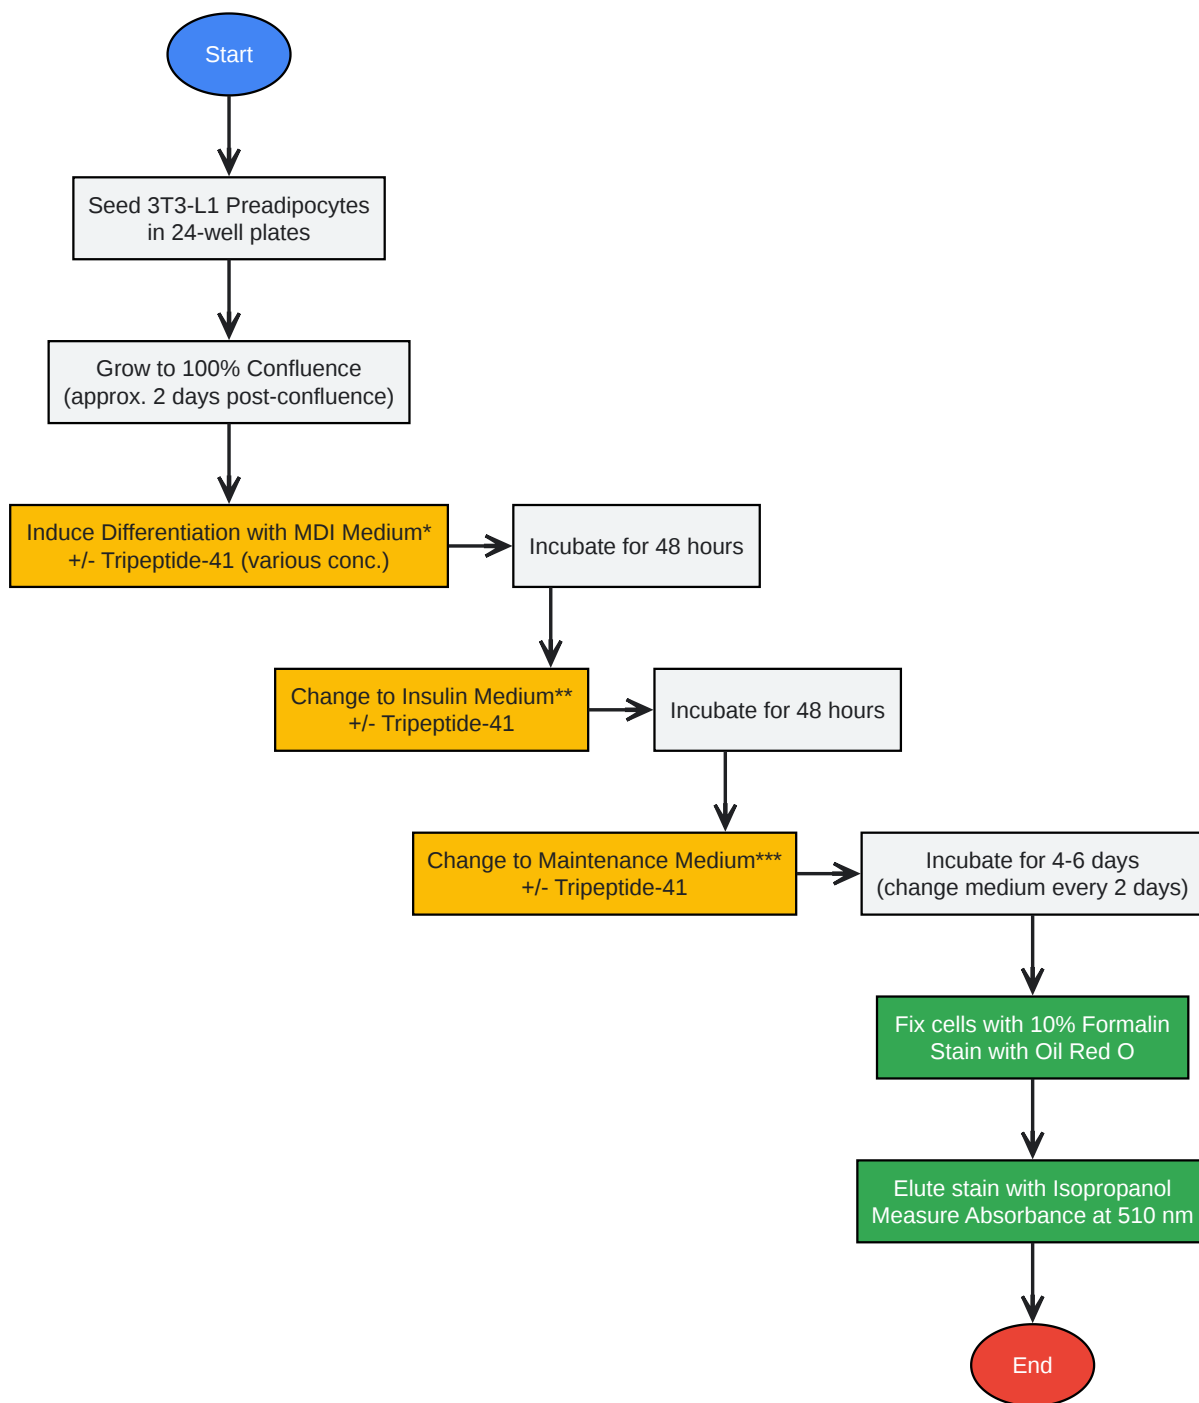 Start
Seed 3T3-L1 Preadipocytes
in 24-well plates
Grow to 100% Confluence
(approx. 2 days post-confluence)
Induce Differentiation with MDI Medium*
+/- Tripeptide-41 (various conc.)
Incubate for 48 hours
Change to Insulin Medium**
+/- Tripeptide-41
Incubate for 48 hours
Change to Maintenance Medium***
+/- Tripeptide-41
Incubate for 4-6 days
(change medium every 2 days)
Fix cells with 10% Formalin
Stain with Oil Red O
Elute stain with Isopropanol
Measure Absorbance at 510 nm
End